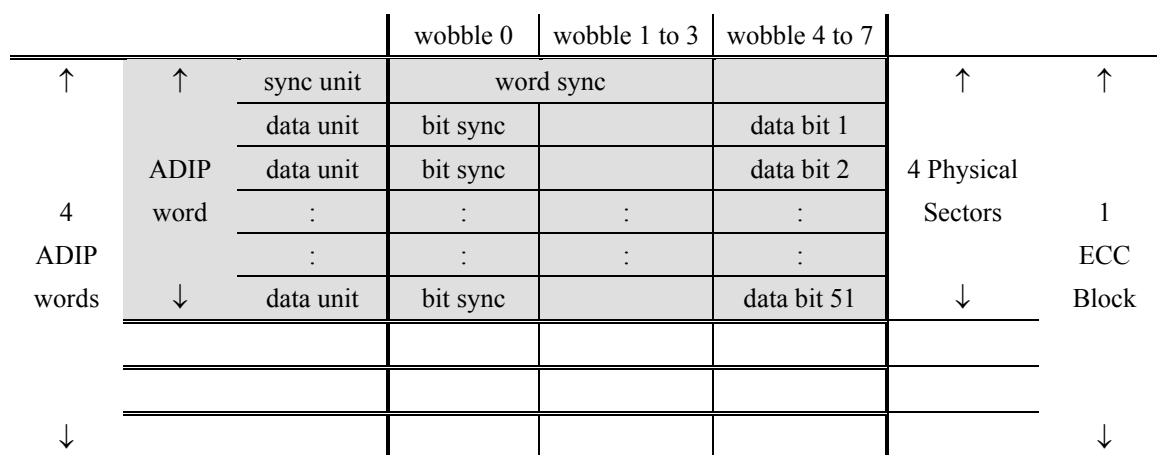 wobble 0 wobble 1 to 3 wobble 4 to 7
↑ ↑ sync unit word sync ↑ ↑
data unit bit sync data bit 1
ADIP data unit bit sync data bit 2 4 Physical
4 word : : : : Sectors 1
ADIP : : : : ECC
words ↓ data unit bit sync data bit 51 ↓ Block
↓ ↓